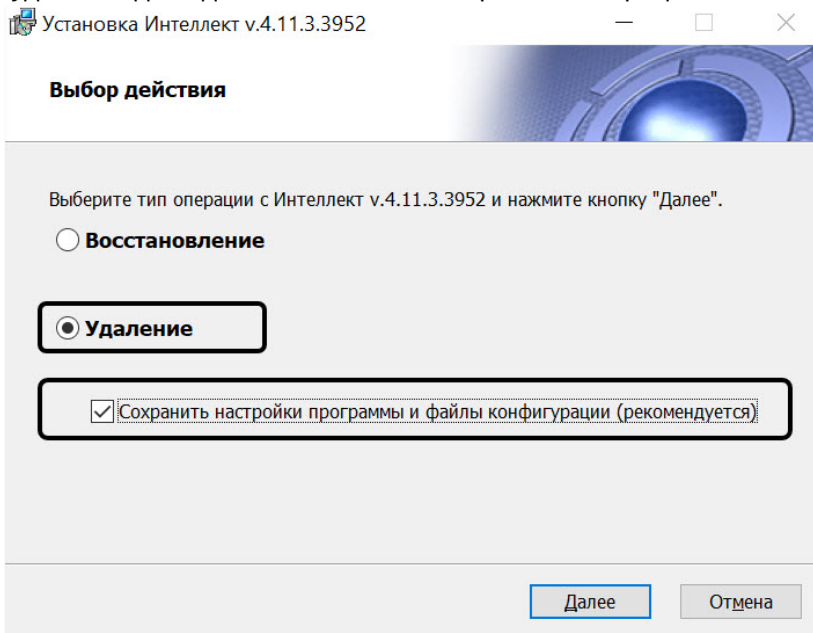 Установка Интеллект v.4.11.3.3952
Выбор действия
Выберите тип операции с Интеллект v.4.11.3.3952 и нажмите кнопку "Далее".
Восстановление
Удаление
Сохранить настройки программы и файлы конфигурации (рекомендуется)
Далее
Отмена